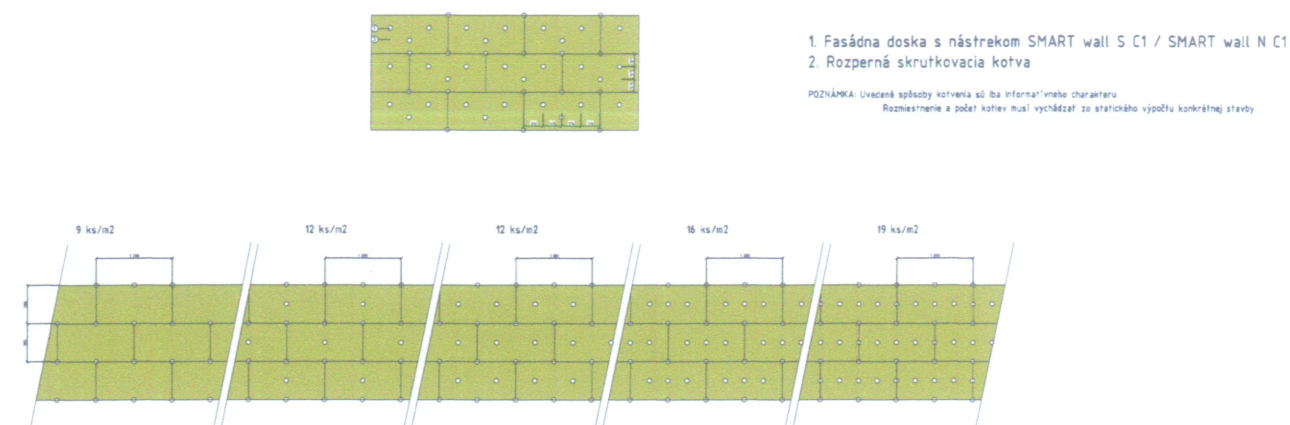 1. Fasádna doska s nástrekom SMART wall S C1 / SMART wall N C1
2. Rozperná skrutkovacia kotva
POZNÁMKA: Uvedené spôsoby kotvenia sú iba informatívneho charakteru
Rozmiestnenie a počet kotiev musí vychádzať zo statického výpočtu konkrétnej stavby
9 ks/m2
12 ks/m2
12 ks/m2
16 ks/m2
19 ks/m2